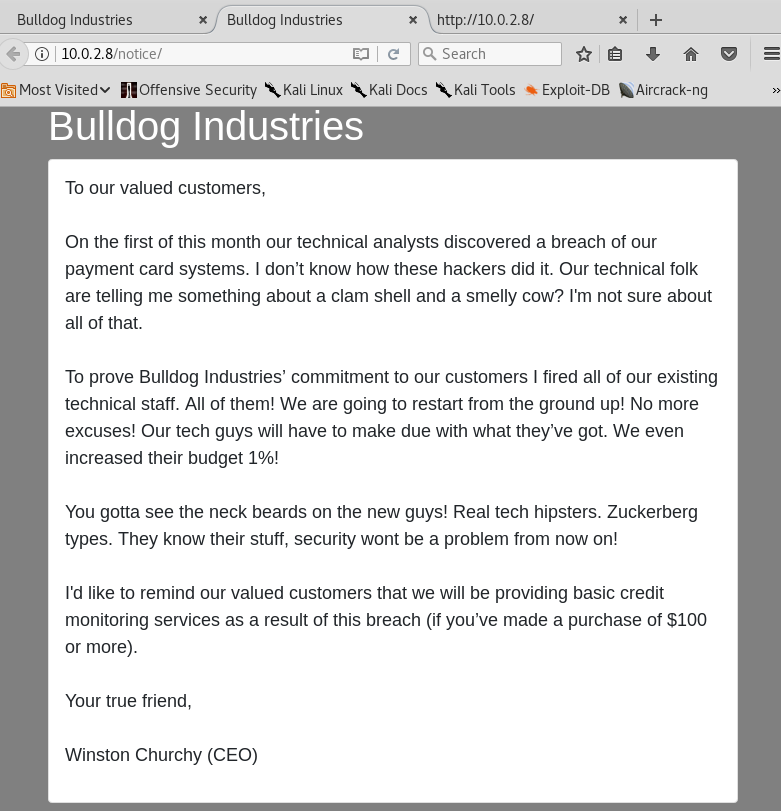 Bulldog Industries × Bulldog Industries × http://10.0.2.8/ × +
10.0.2.8/notice/ Search
Most Visited Offensive Security Kali Linux Kali Docs Kali Tools Exploit-DB Aircrack-ng »
Bulldog Industries
To our valued customers,
On the first of this month our technical analysts discovered a breach of our
payment card systems. I don’t know how these hackers did it. Our technical folk
are telling me something about a clam shell and a smelly cow? I'm not sure about
all of that.
To prove Bulldog Industries’ commitment to our customers I fired all of our existing
technical staff. All of them! We are going to restart from the ground up! No more
excuses! Our tech guys will have to make due with what they’ve got. We even
increased their budget 1%!
You gotta see the neck beards on the new guys! Real tech hipsters. Zuckerberg
types. They know their stuff, security wont be a problem from now on!
I'd like to remind our valued customers that we will be providing basic credit
monitoring services as a result of this breach (if you’ve made a purchase of $100
or more).
Your true friend,
Winston Churchy (CEO)